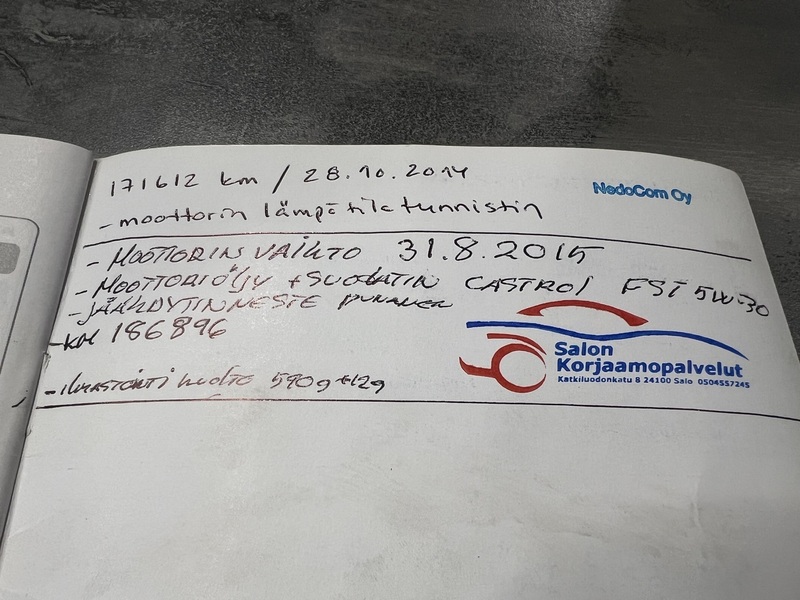 171612 km / 28.10.2014
NedoCom Oy
- moottorin lämpötila tunnistin
- MOOTTORIN VAIHTO 31.8.2015
- MOOTTORIÖLJY + SUODATIN CASTROL FST 5W-30
- JÄÄHDYTINNESTE PUNANEN
- KM 186896
Salon
Korjaamopalvelut
Katkiluodonkatu 8 24100 Salo 0504557245
- ILMASTOINTI HUOLTO 590g+12g